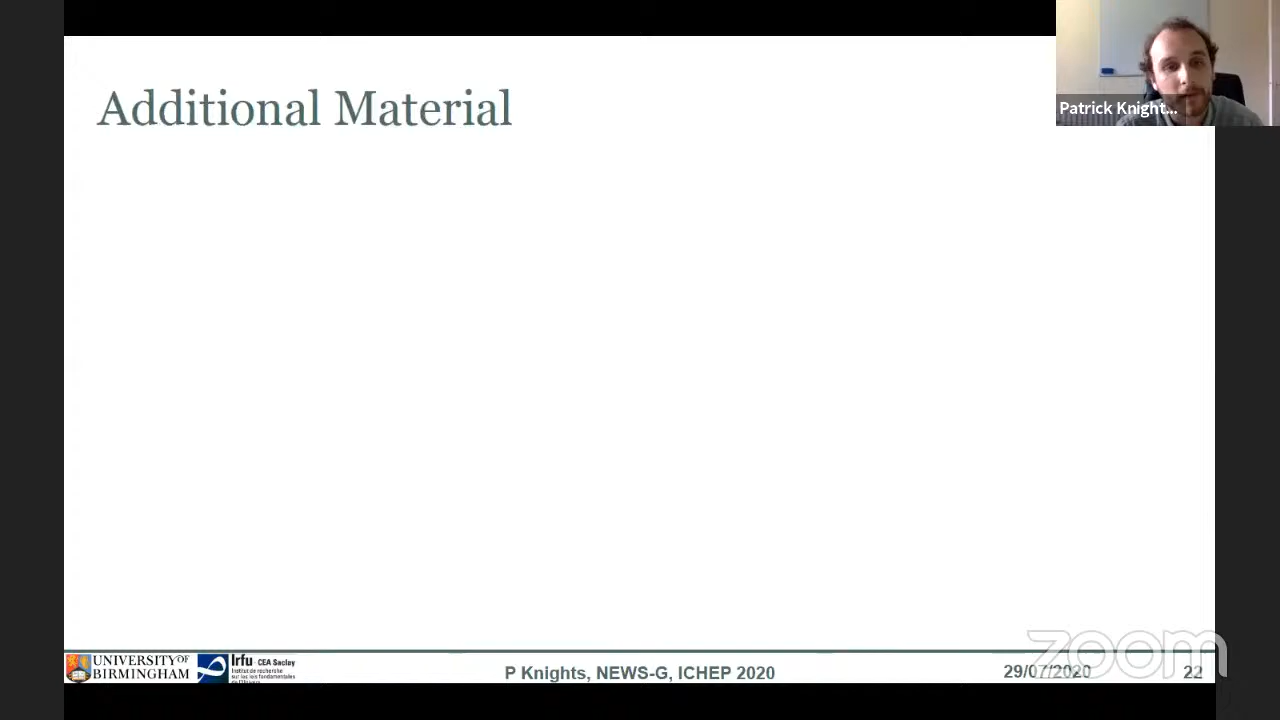 Additional Material
Patrick Knight...
UNIVERSITY OF
BIRMINGHAM
Irfu CEA Saclay
Institut de recherche
sur les lois fondamentales
de l'Univers
P Knights, NEWS-G, ICHEP 2020
29/07/2020
22
zoom